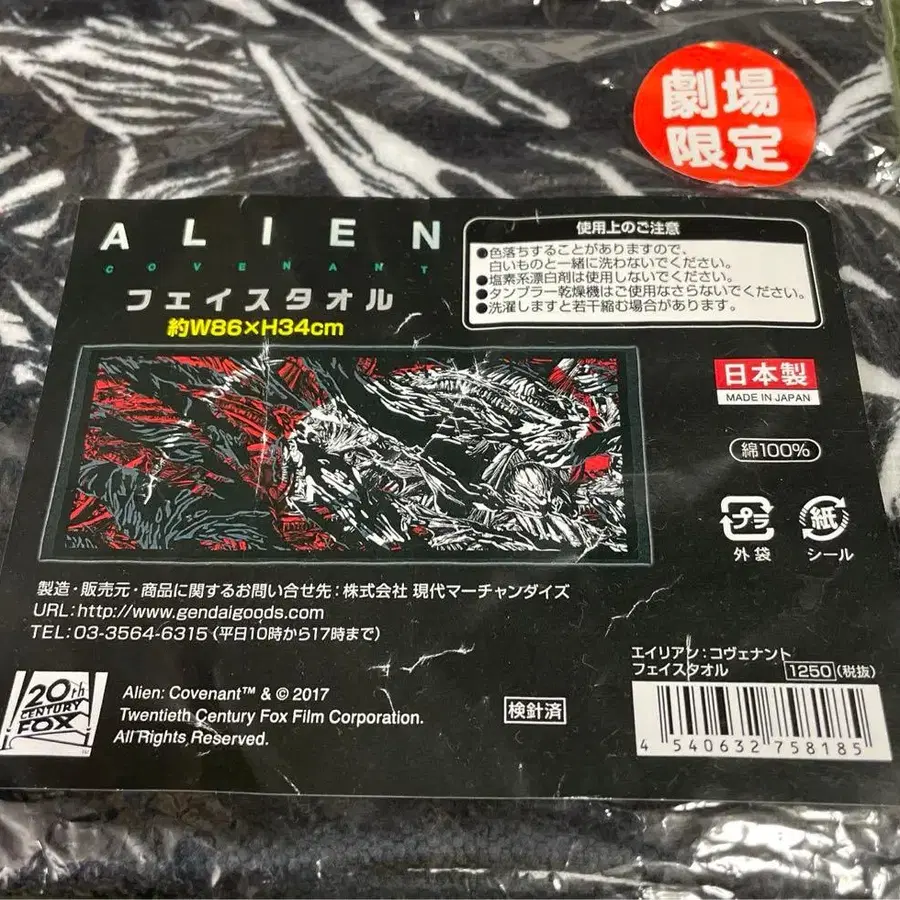 劇場
限定
ALIEN
COVENANT
フェイスタオル
約W86×H34cm
使用上のご注意
●色落ちすることがありますので、
白いものと一緒に洗わないでください。
●塩素系漂白剤は使用しないでください。
●タンブラー乾燥機はご使用なさらないでください。
●洗濯しますと若干縮む場合があります。
日本製
MADE IN JAPAN
綿100%
プラ
外袋
紙
シール
製造・販売元・商品に関するお問い合せ先：株式会社 現代マーチャンダイズ
URL：http://www.gendaigoods.com
TEL：03-3564-6315（平日10時から17時まで）
20th
CENTURY
FOX
Alien: Covenant™ & © 2017
Twentieth Century Fox Film Corporation.
All Rights Reserved.
検針済
エイリアン：コヴェナント
フェイスタオル 1250(税抜)
4 540632 758185